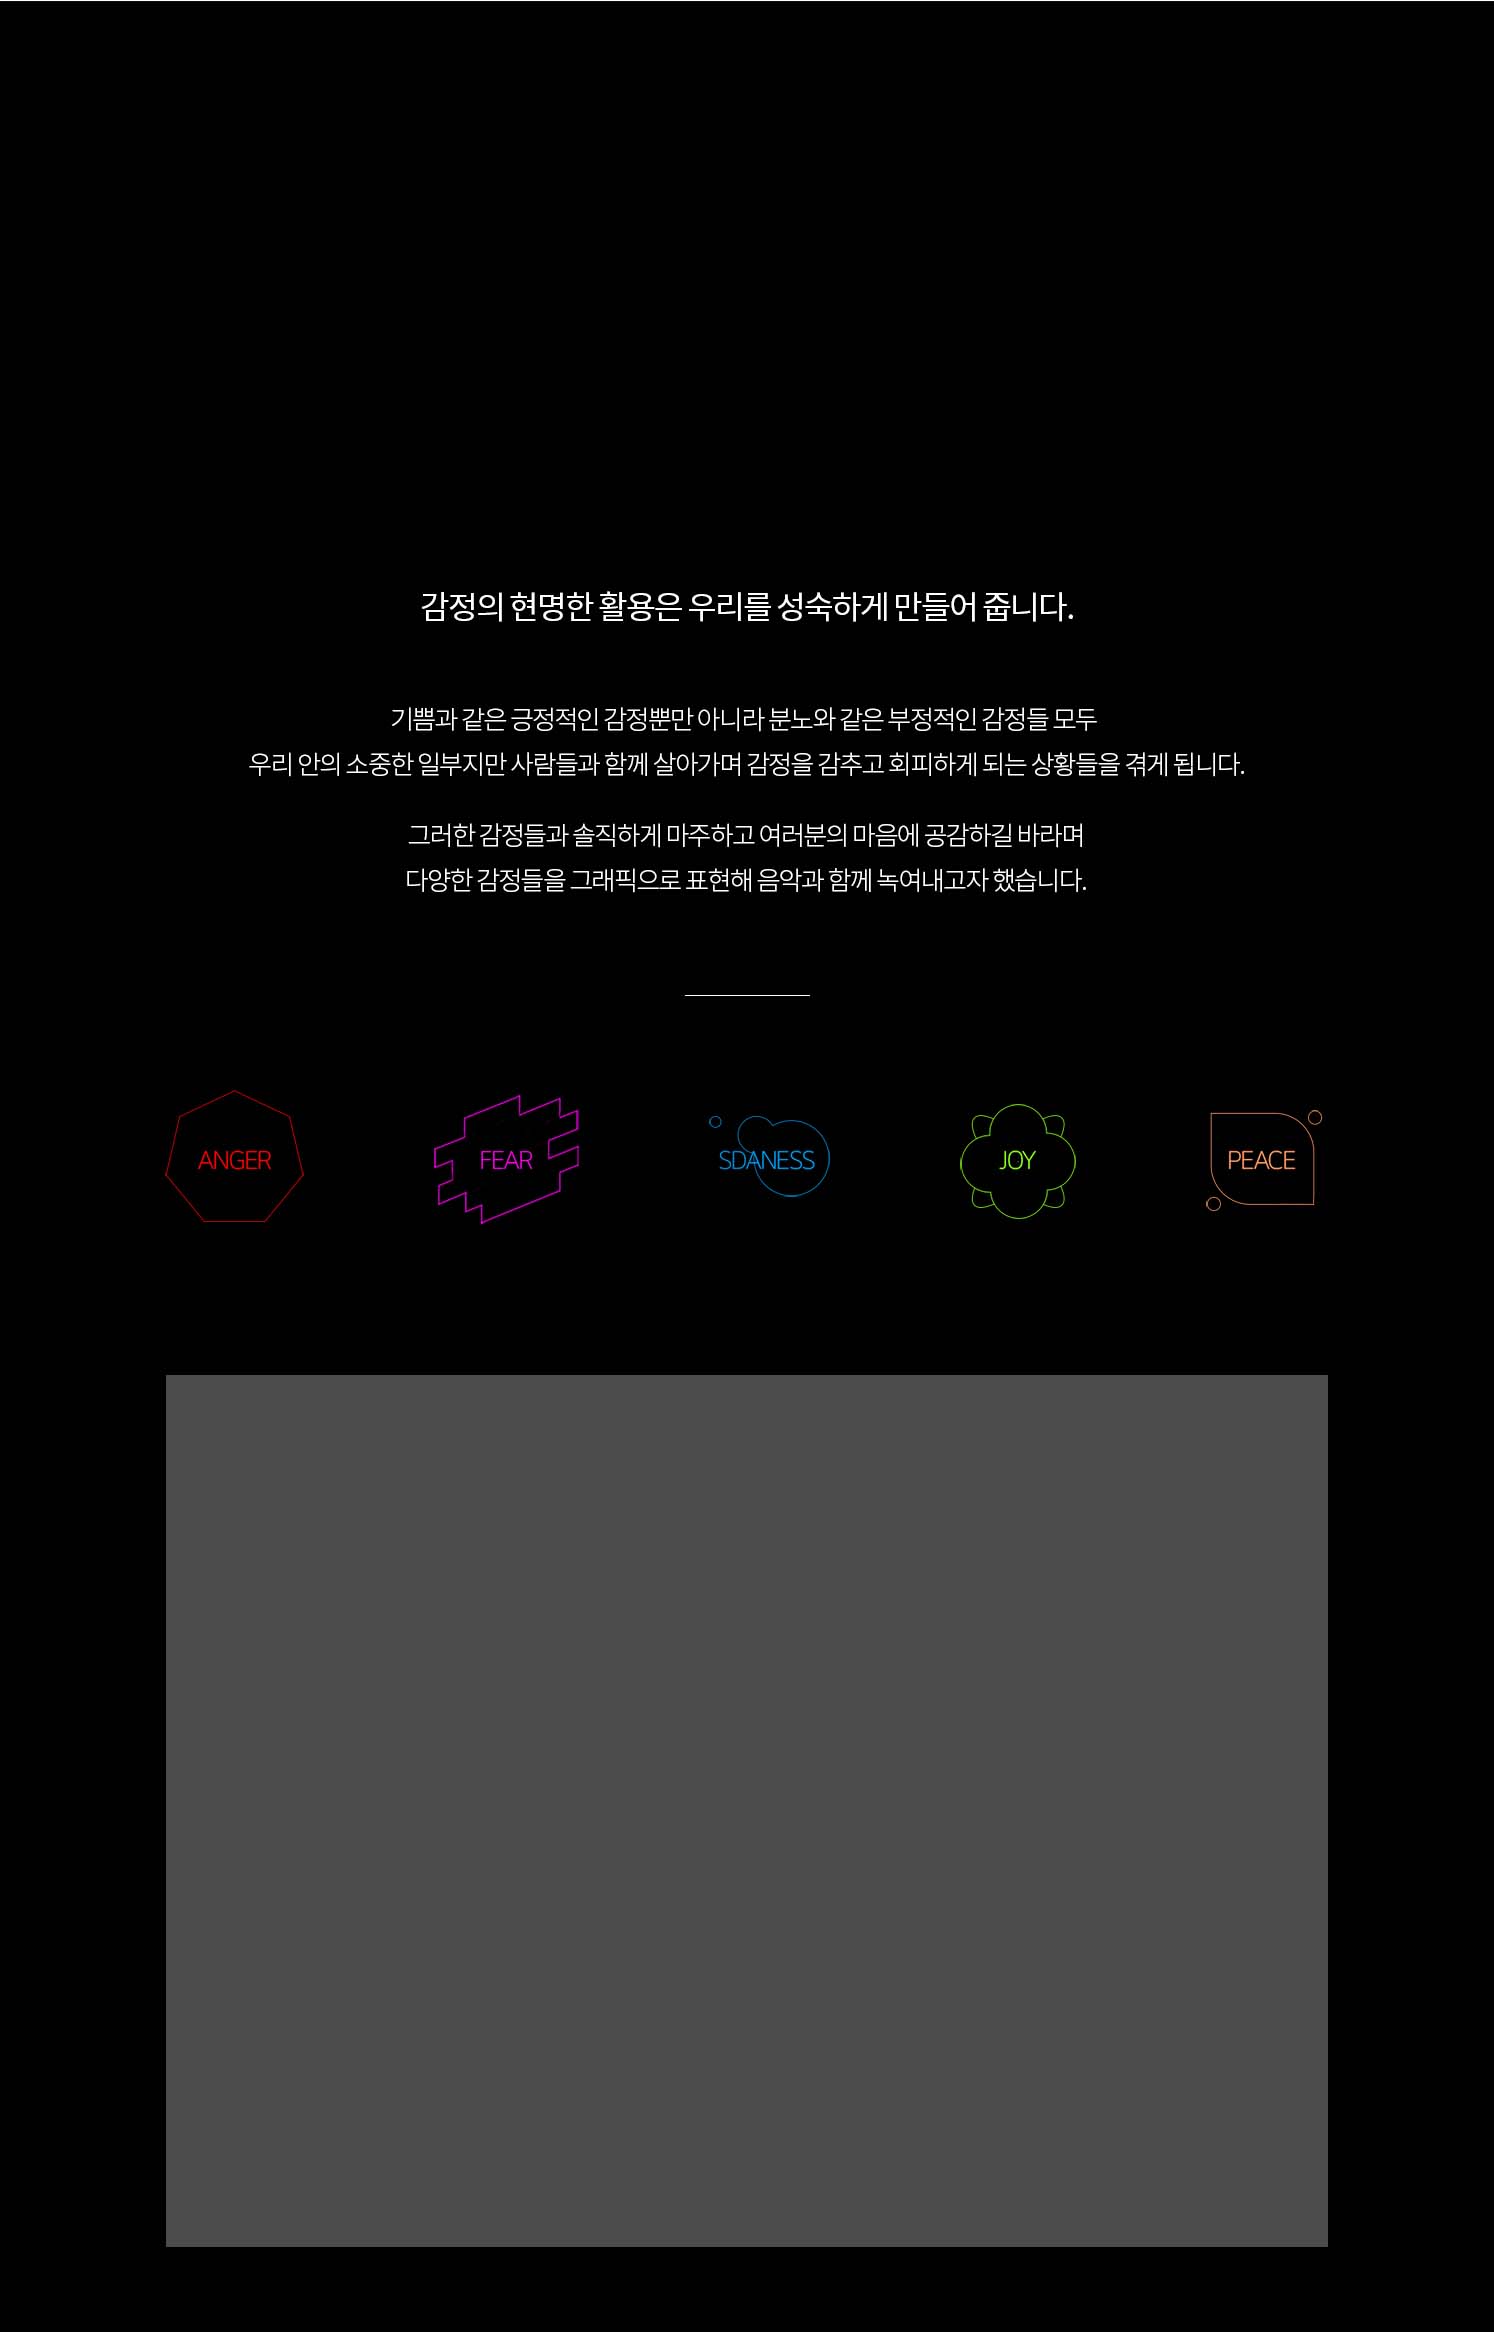 감정의 현명한 활용은 우리를 성숙하게 만들어 줍니다.
기쁨과 같은 긍정적인 감정뿐만 아니라 분노와 같은 부정적인 감정들 모두
우리 안의 소중한 일부지만 사람들과 함께 살아가며 감정을 감추고 회피하게 되는 상황들을 겪게 됩니다.
그러한 감정들과 솔직하게 마주하고 여러분의 마음에 공감하길 바라며
다양한 감정들을 그래픽으로 표현해 음악과 함께 녹여내고자 했습니다.
ANGER
FEAR
SDANESS
JOY
PEACE